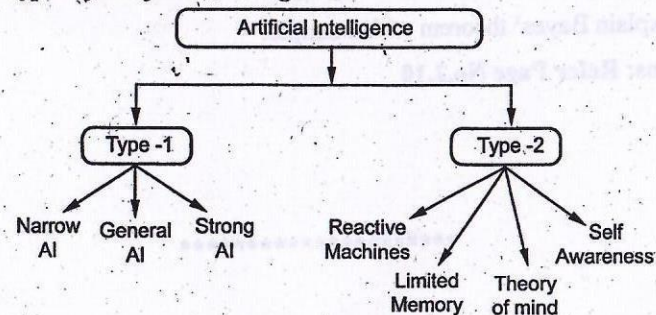 Artificial Intelligence
Type -1
Type -2
Narrow
AI
General
AI
Strong
AI
Reactive
Machines
Limited
Memory
Theory
of mind
Self
Awareness